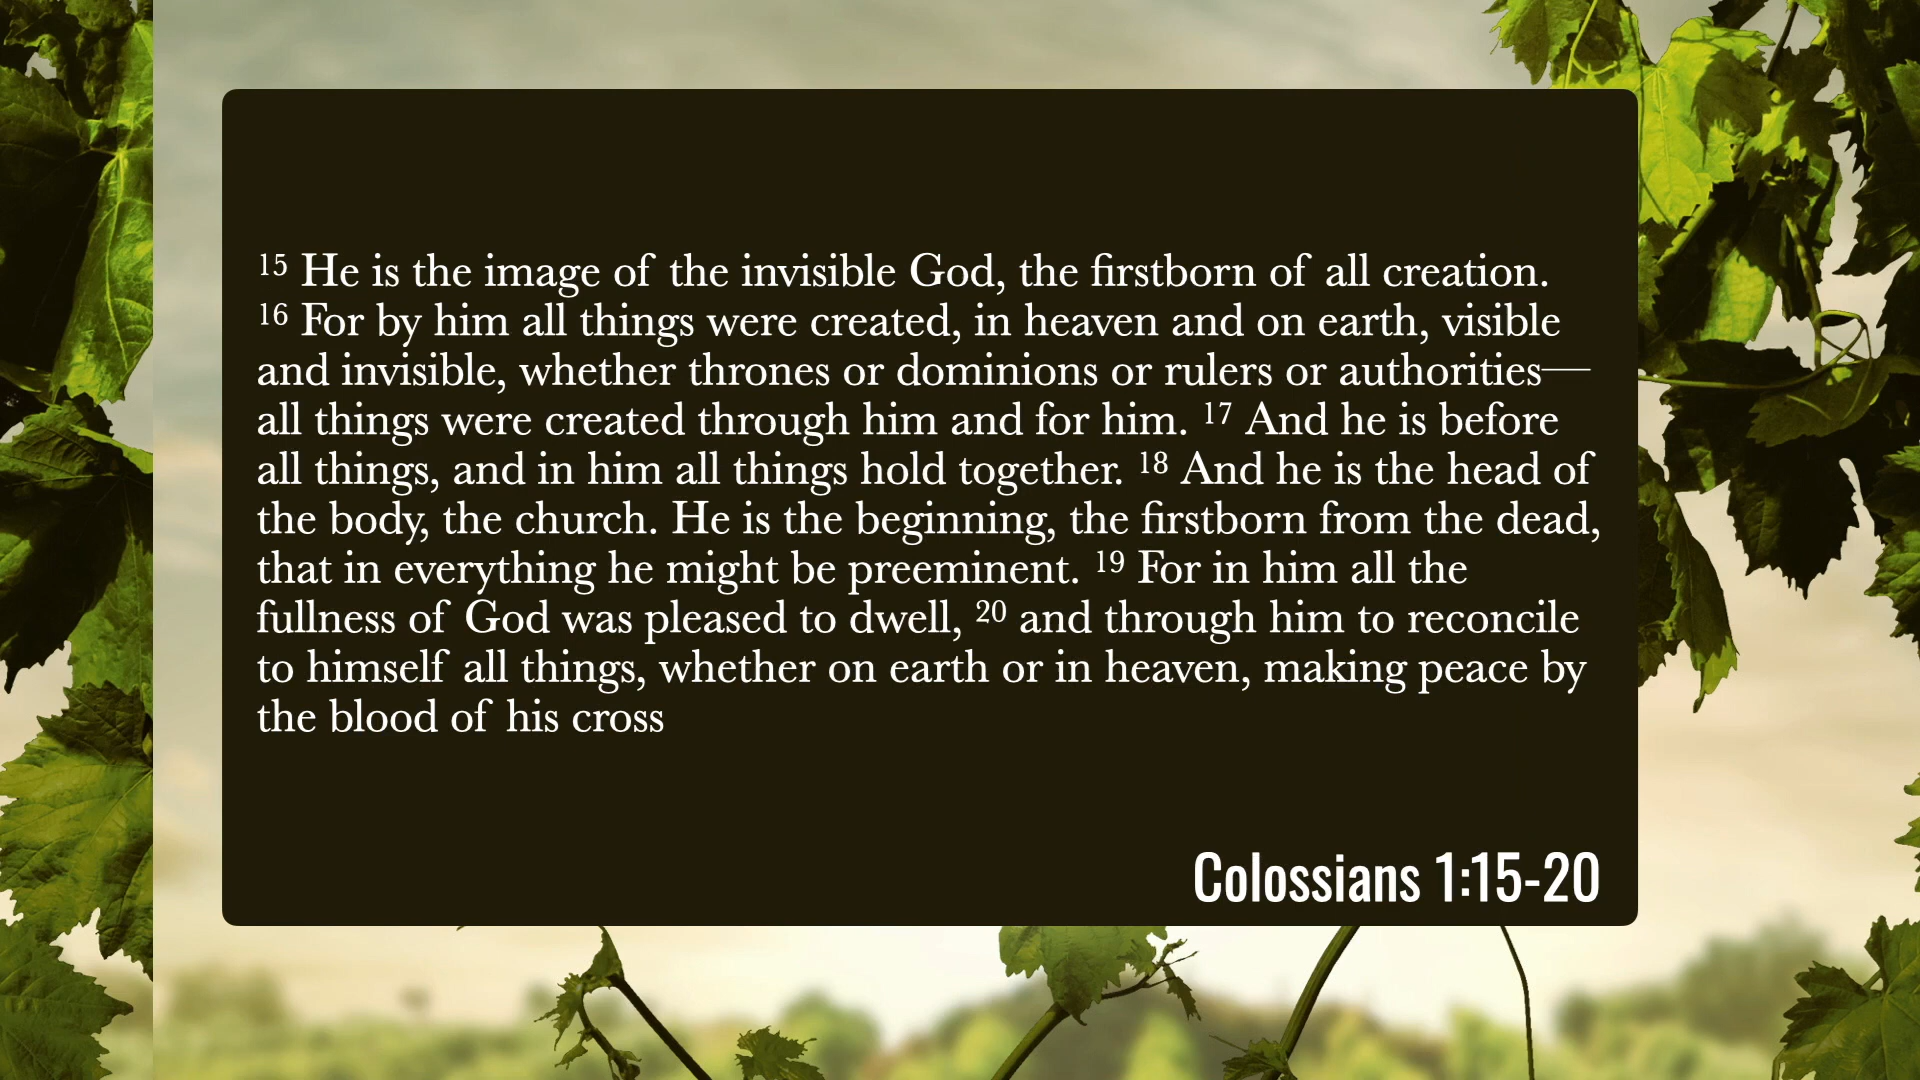 15 He is the image of the invisible God, the firstborn of all creation.
16 For by him all things were created, in heaven and on earth, visible
and invisible, whether thrones or dominions or rulers or authorities—
all things were created through him and for him. 17 And he is before
all things, and in him all things hold together. 18 And he is the head of
the body, the church. He is the beginning, the firstborn from the dead,
that in everything he might be preeminent. 19 For in him all the
fullness of God was pleased to dwell, 20 and through him to reconcile
to himself all things, whether on earth or in heaven, making peace by
the blood of his cross
Colossians 1:15-20